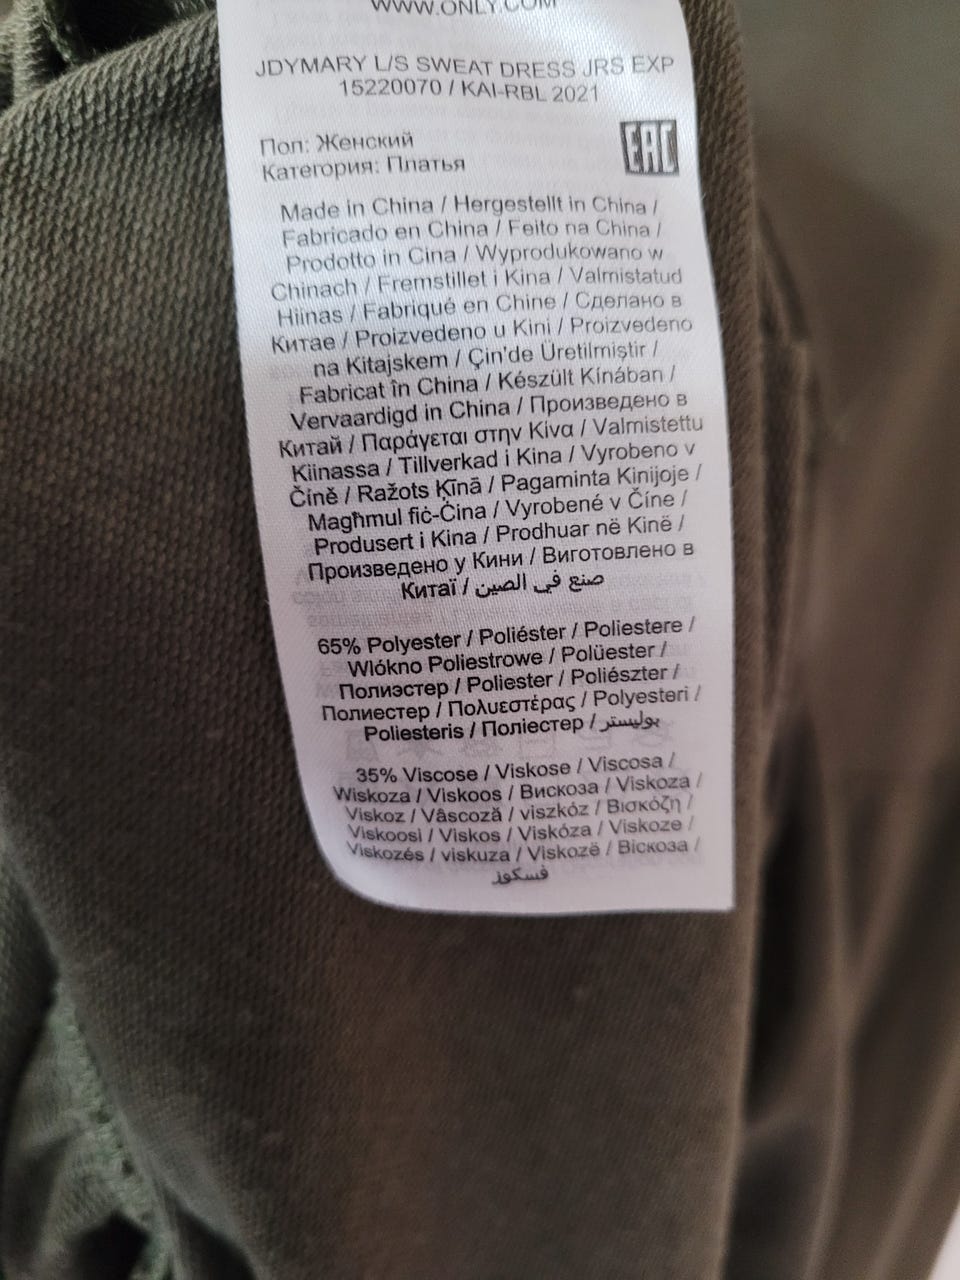 WWW.ONLY.COM
JDYMARY L/S SWEAT DRESS JRS EXP
15220070 / KAI-RBL 2021
Пол: Женский
Категория: Платья
EAC
Made in China / Hergestellt in China /
Fabricado en China / Feito na China /
Prodotto in Cina / Wyprodukowano w
Chinach / Fremstillet i Kina / Valmistatud
Hiinas / Fabriqué en Chine / Сделано в
Китае / Proizvedeno u Kini / Proizvedeno
na Kitajskem / Çin'de Üretilmiştir /
Fabricat în China / Készült Kínában /
Vervaardigd in China / Произведено в
Китай / Παράγεται στην Kiva / Valmistettu
Kiinassa / Tillverkad i Kina / Vyrobeno v
Číně / Ražots Ķīnā / Pagaminta Kinijoje /
Magħmul fiċ-Ċina / Vyrobené v Číne /
Produsert i Kina / Prodhuar në Kinë /
Произведено у Кини / Виготовлено в
Китаї / صنع في الصين
65% Polyester / Poliéster / Poliestere /
Wlókno Poliestrowe / Polüester /
Полиэстер / Poliester / Poliészter /
Полиестер / Πολυεστέρας / Polyesteri /
Poliesteris / Поліестер / بوليستر
35% Viscose / Viskose / Viscosa /
Wiskoza / Viskoos / Вискоза / Viskoza /
Viskoz / Vâscoză / viszkóz / Βισκόζη /
Viskoosi / Viskos / Viskóza / Viskoze /
Viskozés / viskuza / Viskozë / Віскоза /
فسكوز